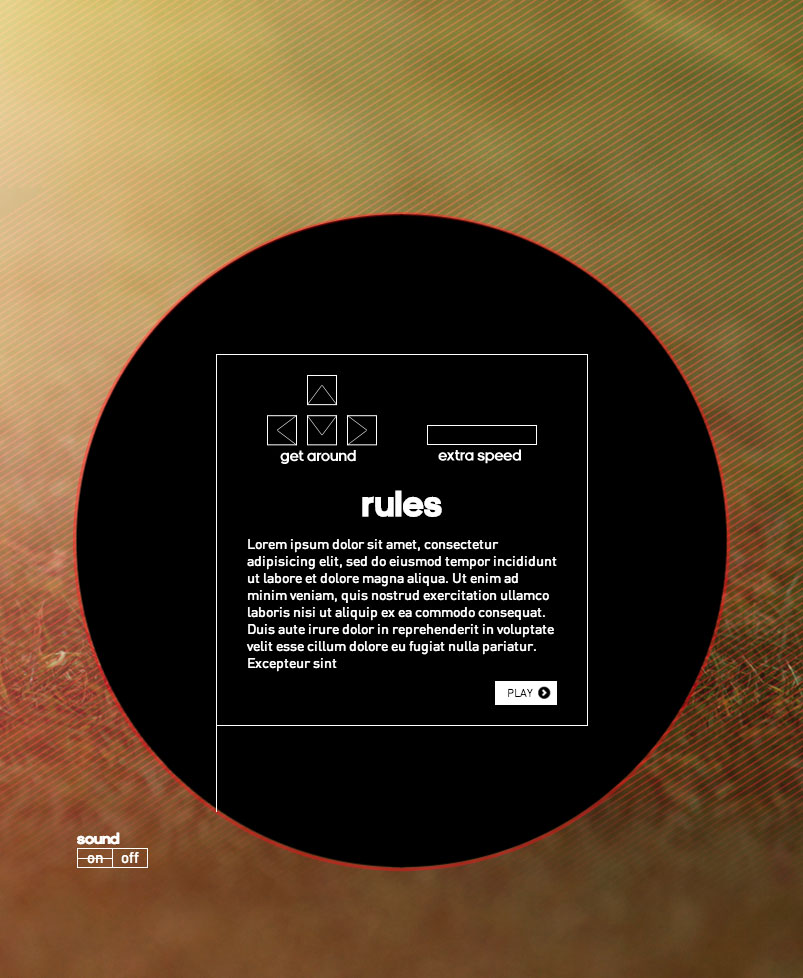 get around
extra speed
rules
Lorem ipsum dolor sit amet, consectetur
adipisicing elit, sed do eiusmod tempor incididunt
ut labore et dolore magna aliqua. Ut enim ad
minim veniam, quis nostrud exercitation ullamco
laboris nisi ut aliquip ex ea commodo consequat.
Duis aute irure dolor in reprehenderit in voluptate
velit esse cillum dolore eu fugiat nulla pariatur.
Excepteur sint
PLAY
sound
on off